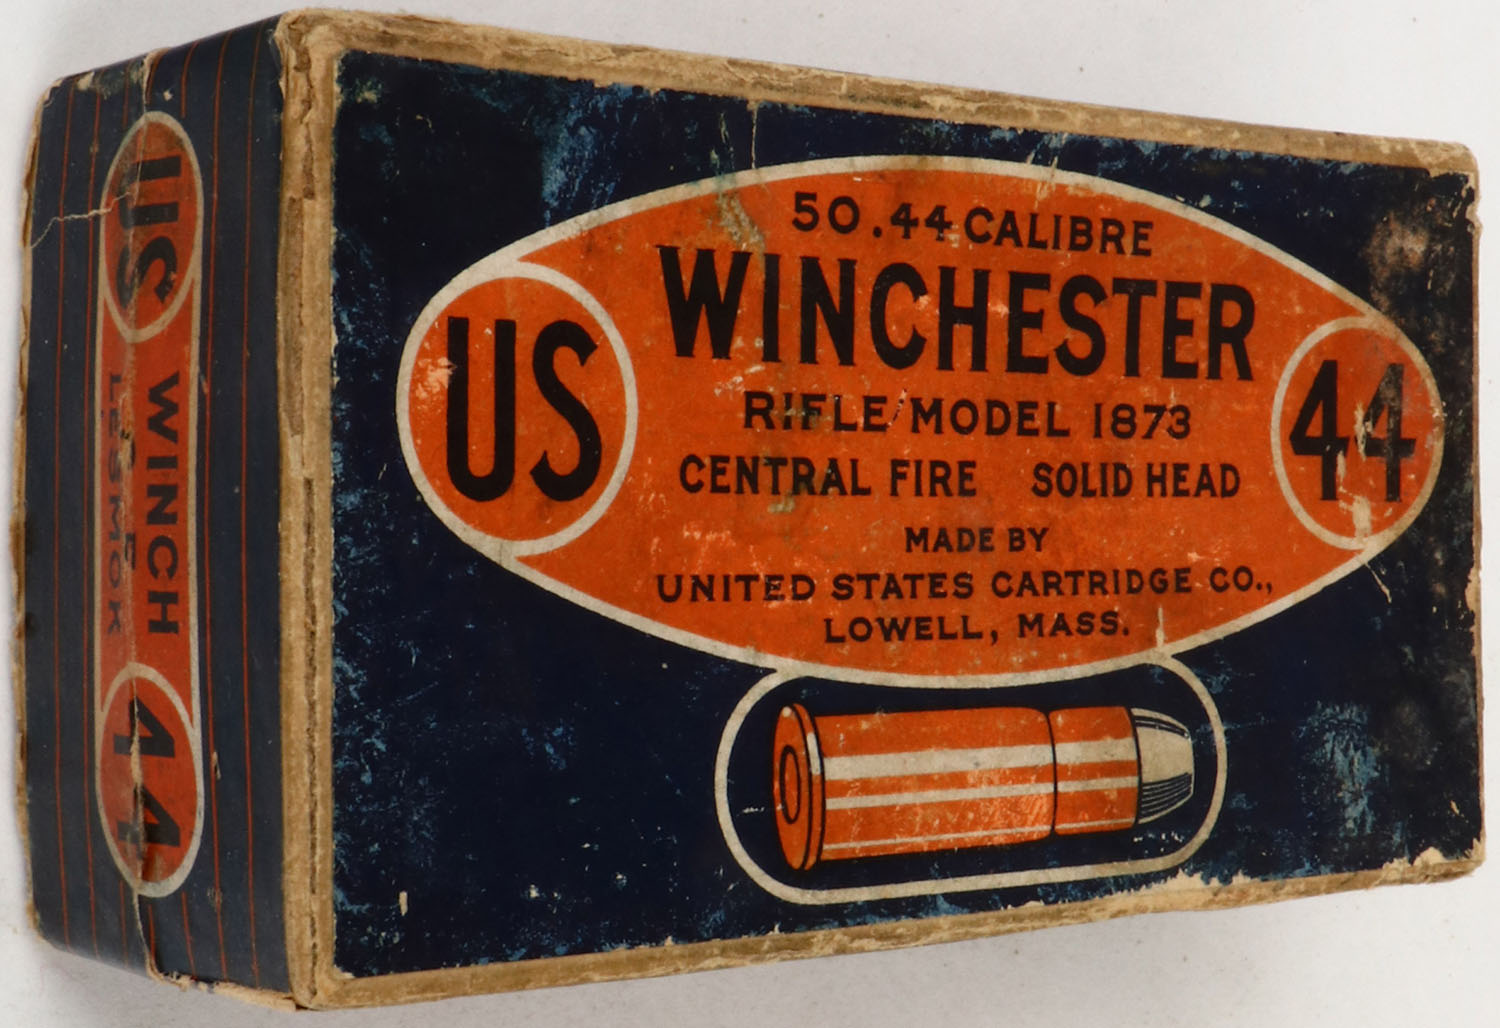 50 .44 CALIBRE
WINCHESTER
RIFLE MODEL 1873
CENTRAL FIRE SOLID HEAD
MADE BY
UNITED STATES CARTRIDGE CO.,
LOWELL, MASS.
US
44
US
WINCH
LESMOK
44